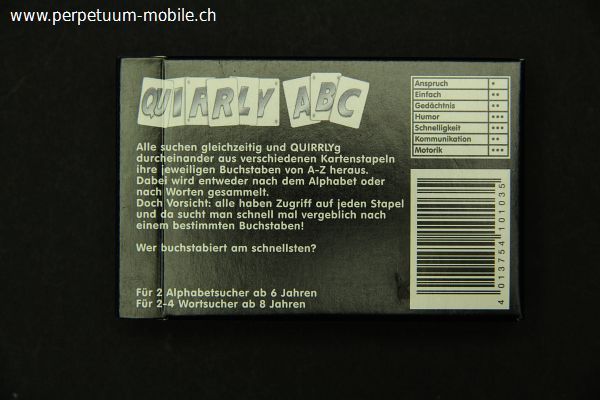 www.perpetuum-mobile.ch
QUIRRLY ABC
Alle suchen gleichzeitig und QUIRRLYg
durcheinander aus verschiedenen Kartenstapeln
ihre jeweiligen Buchstaben von A-Z heraus.
Dabei wird entweder nach dem Alphabet oder
nach Worten gesammelt.
Doch Vorsicht: alle haben Zugriff auf jeden Stapel
und da sucht man schnell mal vergeblich nach
einem bestimmten Buchstaben!
Wer buchstabiert am schnellsten?
Für 2 Alphabetsucher ab 6 Jahren
Für 2-4 Wortsucher ab 8 Jahren
Anspruch •
Einfach ••
Gedächtnis ••
Humor •••
Schnelligkeit •••
Kommunikation ••
Motorik •••
4 013754 101035